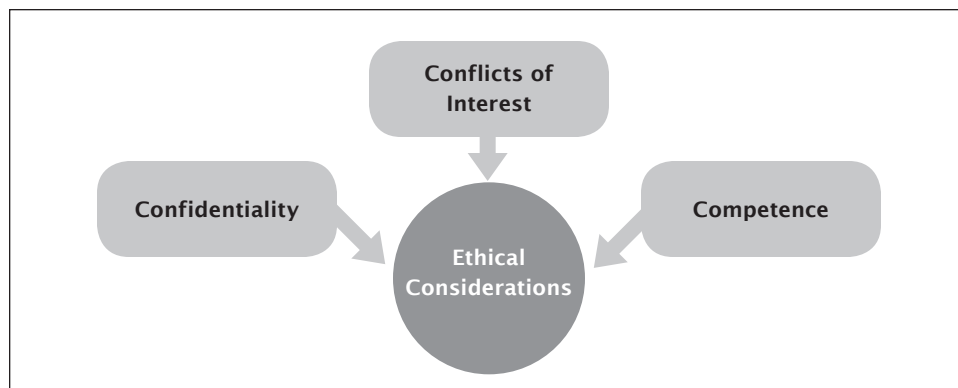 Conflicts of
Interest
Confidentiality
Competence
Ethical
Considerations